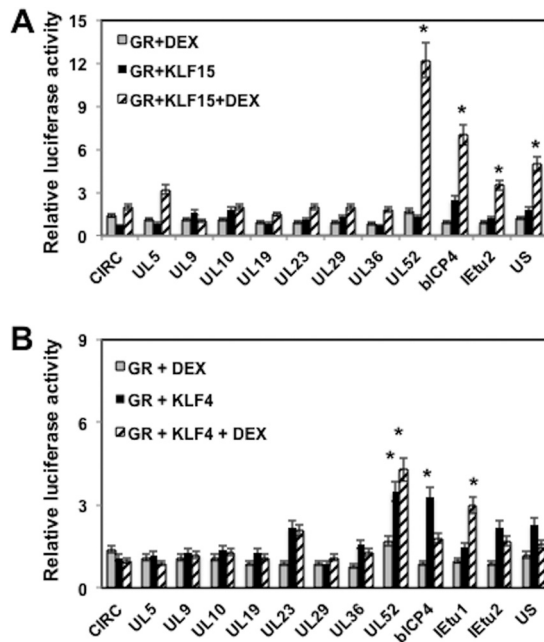 A
Relative luciferase activity
15
12
9
6
3
0
GR+DEX
GR+KLF15
GR+KLF15+DEX
*
*
*
*
CIRC
UL5
UL9
UL10
UL19
UL23
UL29
UL36
UL52
bICP4
IEtu2
US
B
Relative luciferase activity
9
6
3
0
GR + DEX
GR + KLF4
GR + KLF4 + DEX
*
*
*
*
CIRC
UL5
UL9
UL10
UL19
UL23
UL29
UL36
UL52
bICP4
IEtu1
IEtu2
US